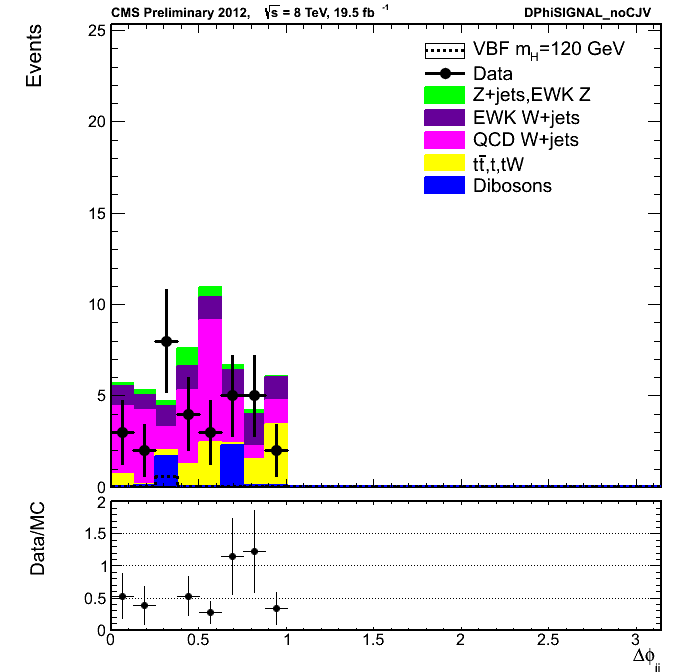 CMS Preliminary 2012, √s = 8 TeV, 19.5 fb⁻¹ DPhiSIGNAL_noCJV
Events
25
20
15
10
5
0
VBF m_H=120 GeV
Data
Z+jets,EWK Z
EWK W+jets
QCD W+jets
tt̄,t,tW
Dibosons
Data/MC
2
1.5
1
0.5
0
0 0.5 1 1.5 2 2.5 3
Δϕ_jj